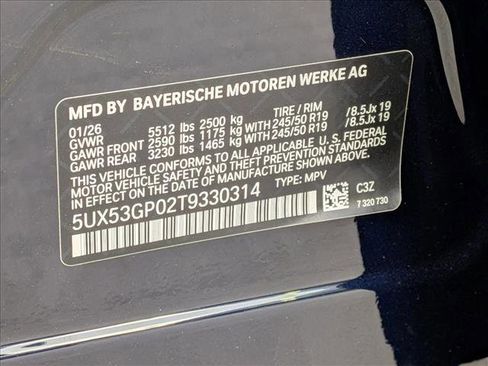 MFD BY BAYERISCHE MOTOREN WERKE AG
01/26 5512 lbs 2500 kg TIRE / RIM
GVWR
GAWR FRONT 2590 lbs 1175 kg WITH 245/50 R19 /8.5Jx 19
GAWR REAR 3230 lbs 1465 kg WITH 245/50 R19 /8.5Jx 19
THIS VEHICLE CONFORMS TO ALL APPLICABLE U.S. FEDERAL
MOTOR VEHICLE SAFETY AND THEFT PREVENTION STANDARDS
IN EFFECT ON THE DATE OF MANUFACTURE SHOWN ABOVE.
5UX53GP02T9330314 TYPE: MPV C3Z
7 320 730